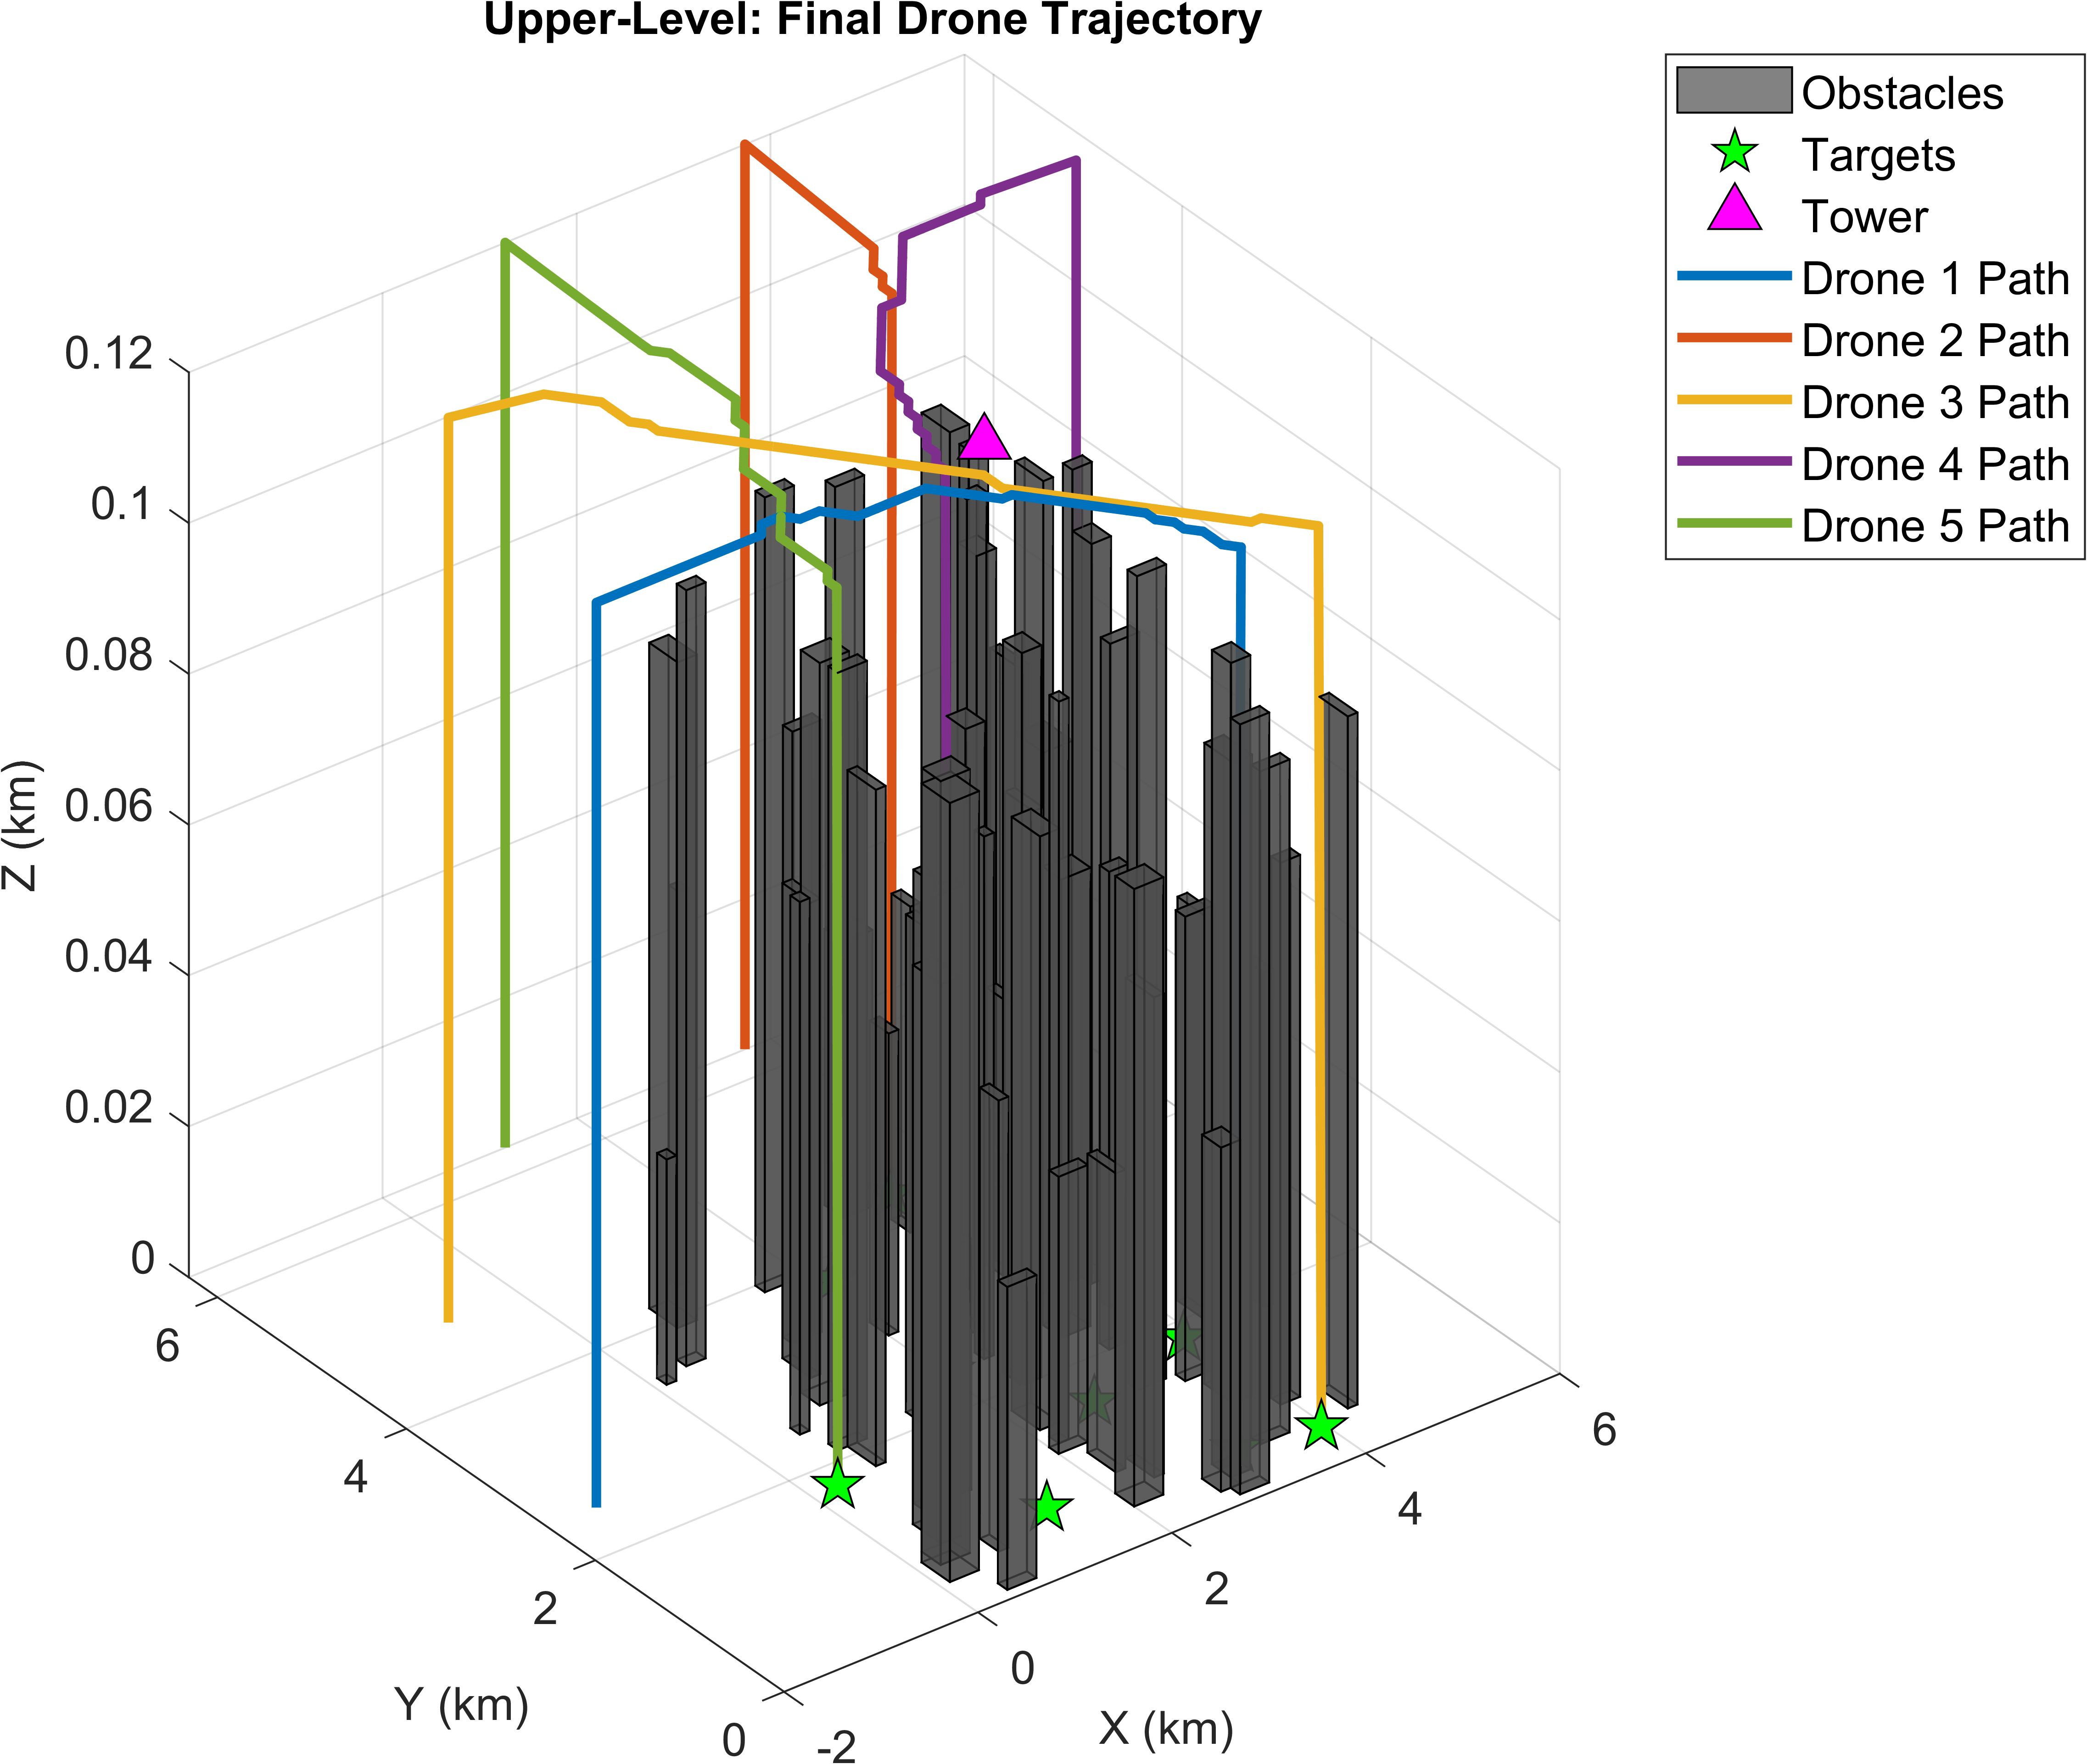 Upper-Level: Final Drone Trajectory
Obstacles
Targets
Tower
Drone 1 Path
Drone 2 Path
Drone 3 Path
Drone 4 Path
Drone 5 Path
0.12
0.1
0.08
0.06
0.04
0.02
0
Z (km)
6
4
2
0
Y (km)
-2
0
2
4
6
X (km)